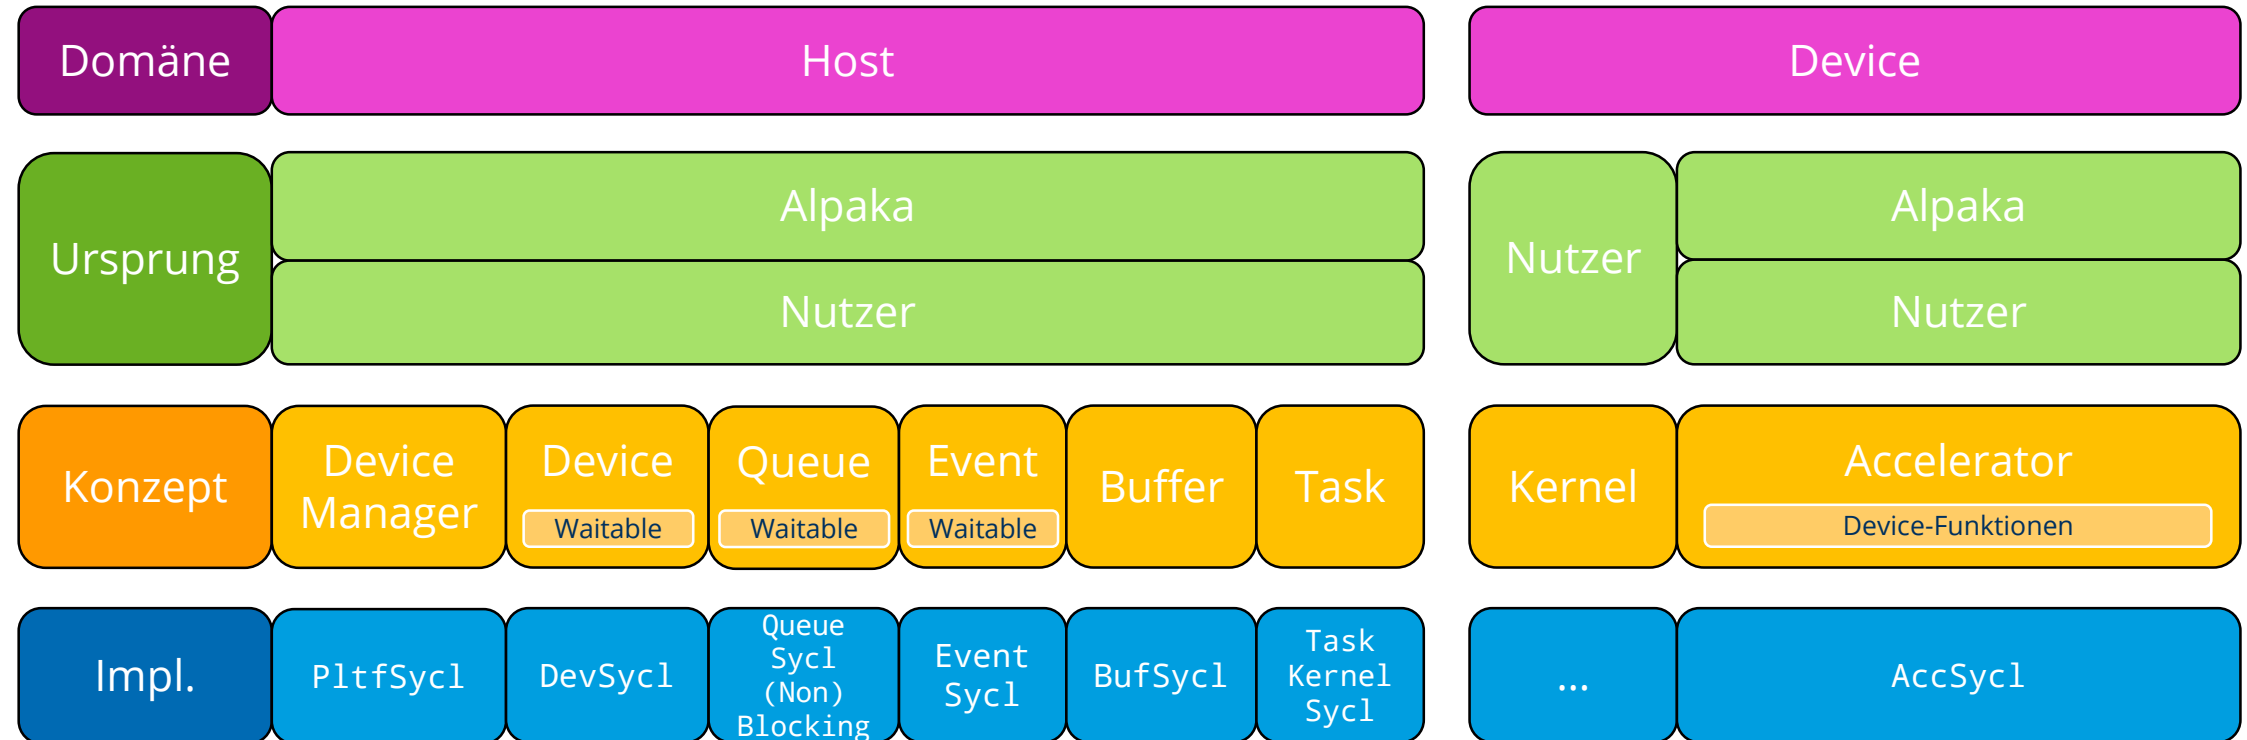 Domäne
Host
Device
Ursprung
Alpaka
Nutzer
Nutzer
Alpaka
Nutzer
Konzept
Device
Manager
Device
Waitable
Queue
Waitable
Event
Waitable
Buffer
Task
Kernel
Accelerator
Device-Funktionen
Impl.
PltfSycl
DevSycl
Queue
Sycl
(Non)
Blocking
Event
Sycl
BufSycl
Task
Kernel
Sycl
...
AccSycl